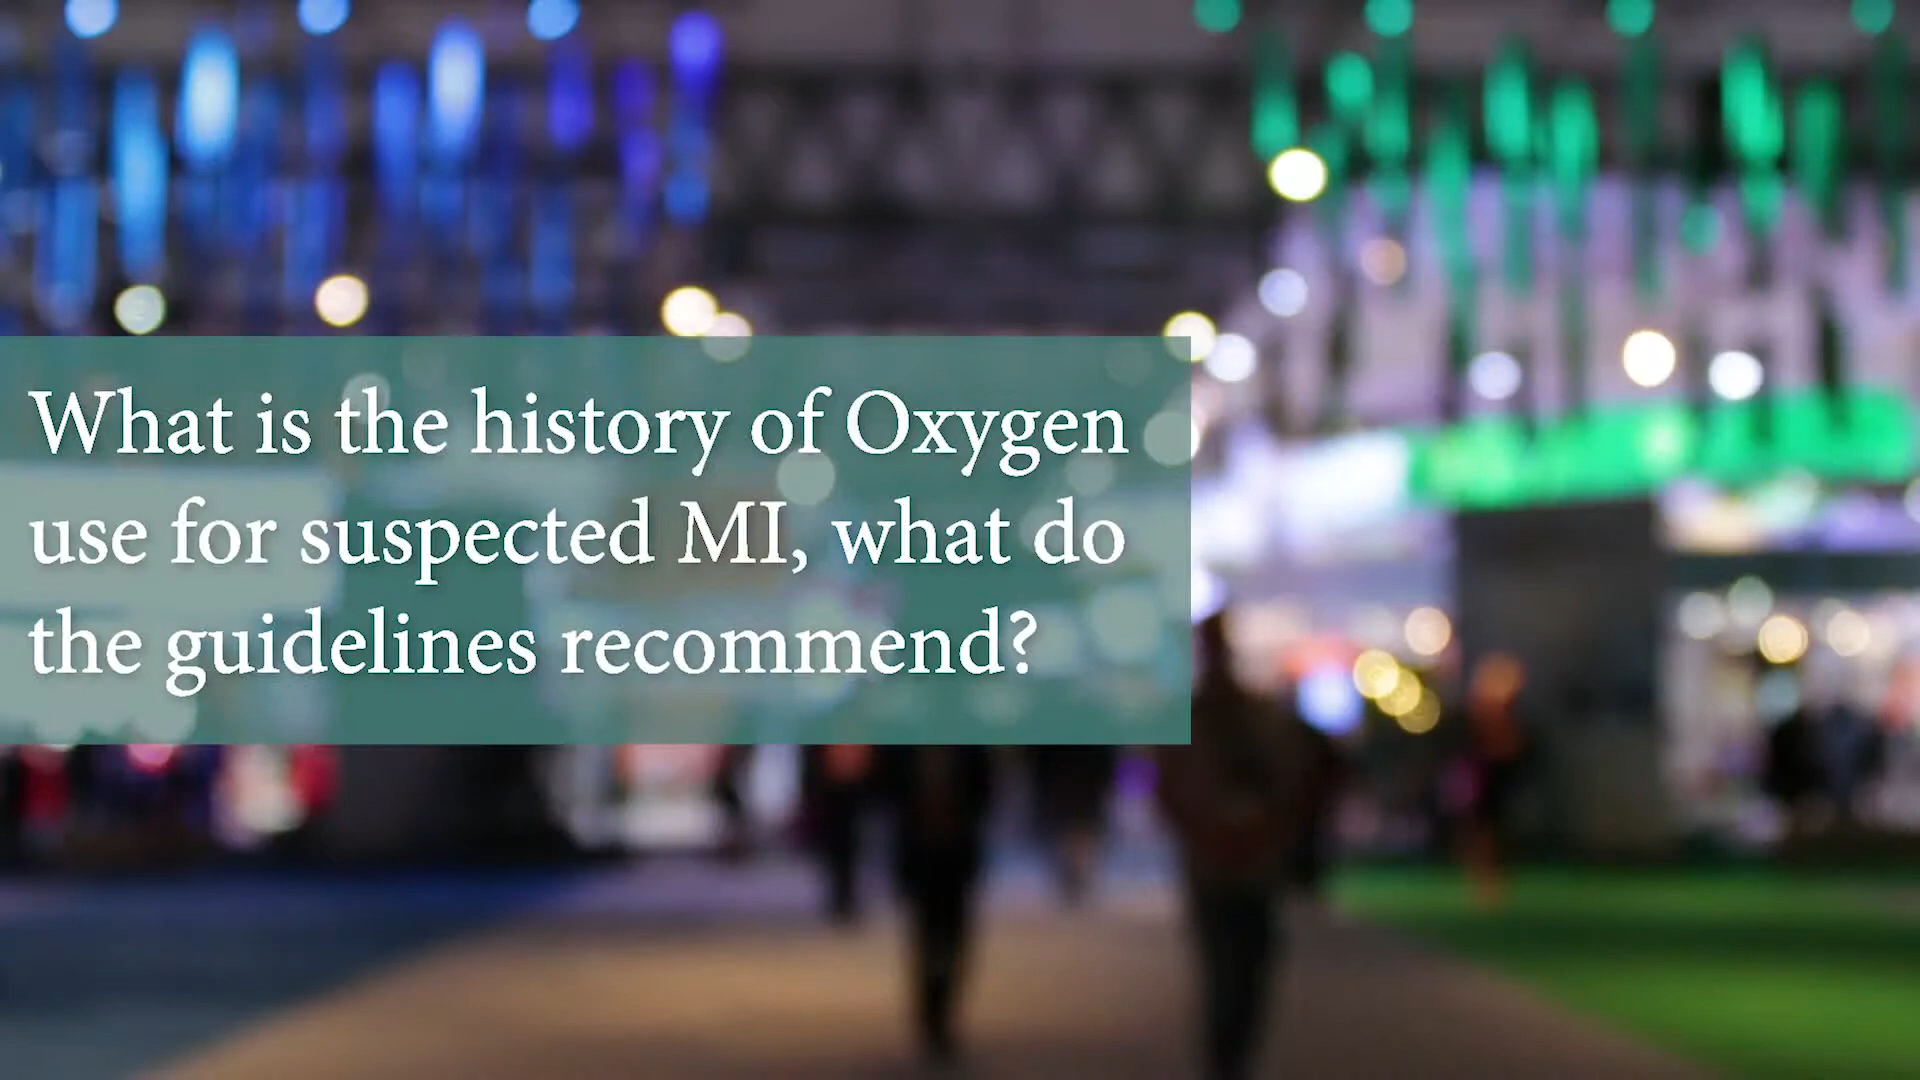 What is the history of Oxygen
use for suspected MI, what do
the guidelines recommend?